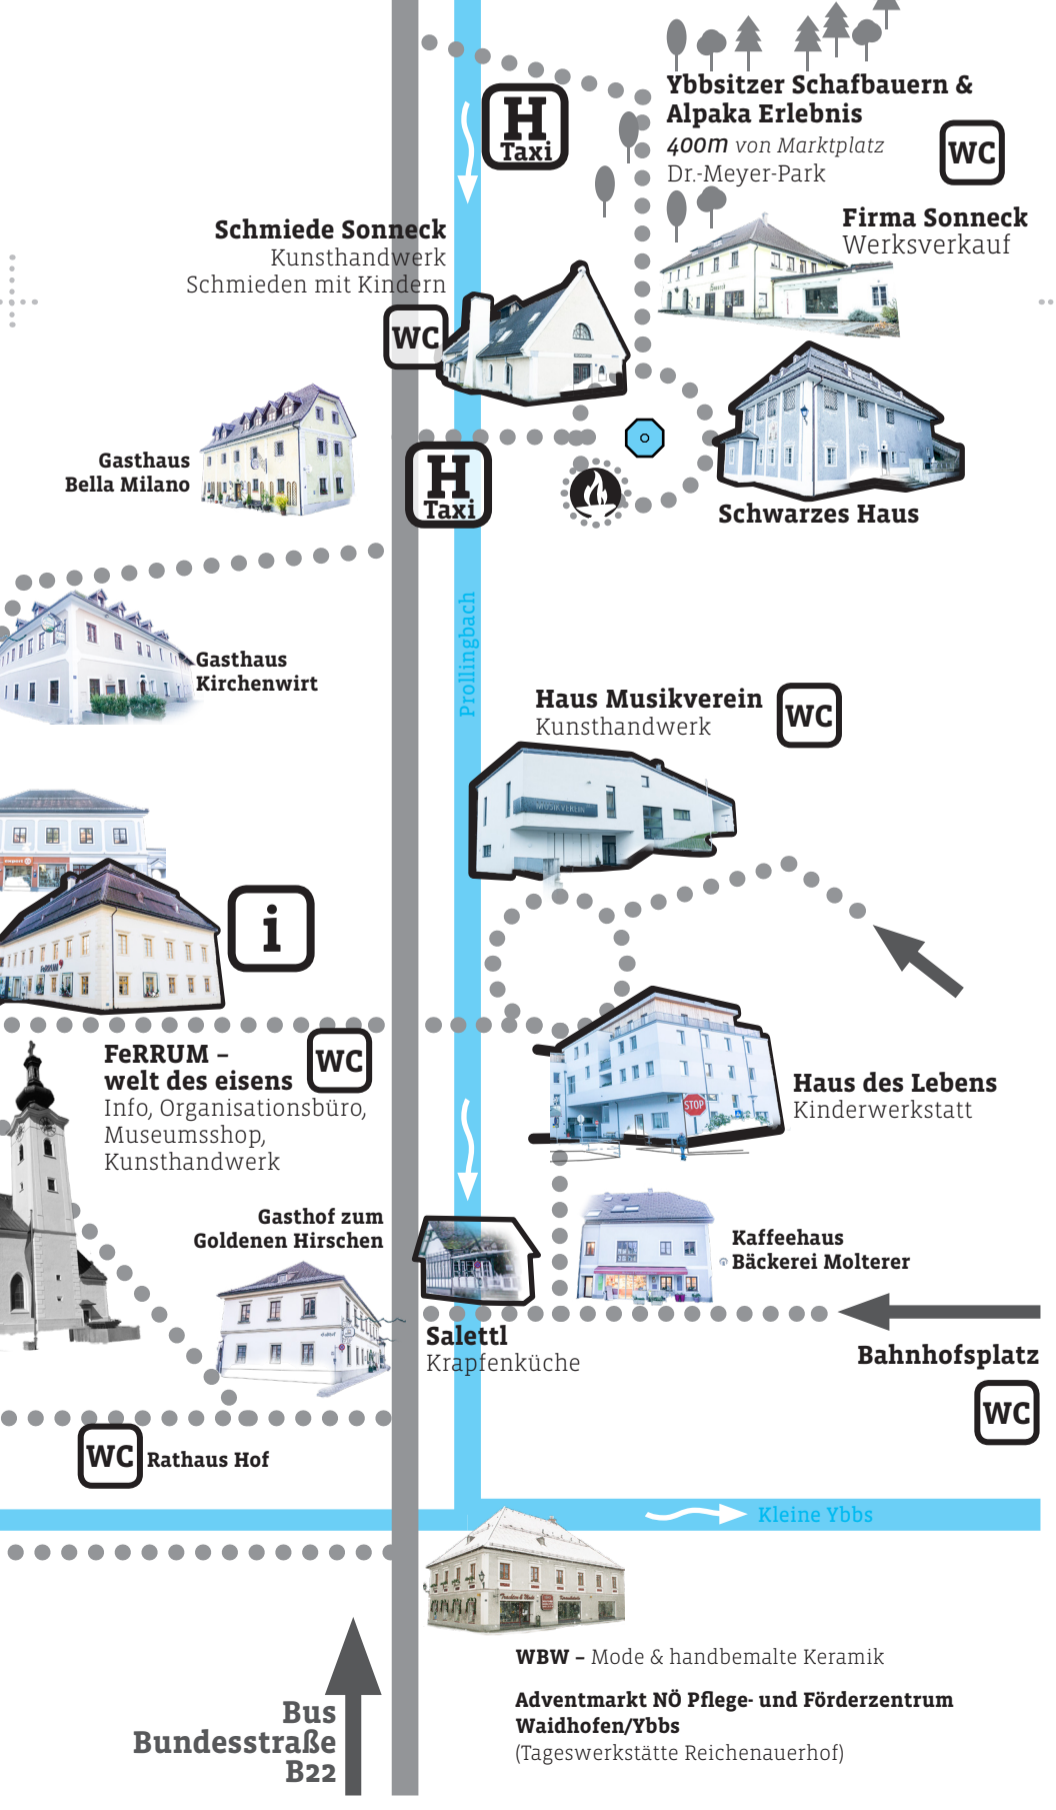 H
Taxi
Ybbsitzer Schafbauern &
Alpaka Erlebnis
400m von Marktplatz
Dr.-Meyer-Park
WC
Firma Sonneck
Werksverkauf
Schmiede Sonneck
Kunsthandwerk
Schmieden mit Kindern
WC
Gasthaus
Bella Milano
H
Taxi
Schwarzes Haus
Prollingbach
Gasthaus
Kirchenwirt
Haus Musikverein
Kunsthandwerk
WC
MUSIKVEREIN
i
FeRRUM
FeRRUM –
welt des eisens
Info, Organisationsbüro,
Museumsshop,
Kunsthandwerk
WC
STOP
Haus des Lebens
Kinderwerkstatt
Gasthof zum
Goldenen Hirschen
Kaffeehaus
Bäckerei Molterer
Salettl
Krapfenküche
Bahnhofsplatz
WC
WC
Rathaus Hof
Kleine Ybbs
WBW – Mode & handbemalte Keramik
Adventmarkt NÖ Pflege- und Förderzentrum
Waidhofen/Ybbs
(Tageswerkstätte Reichenauerhof)
Bus
Bundesstraße
B22